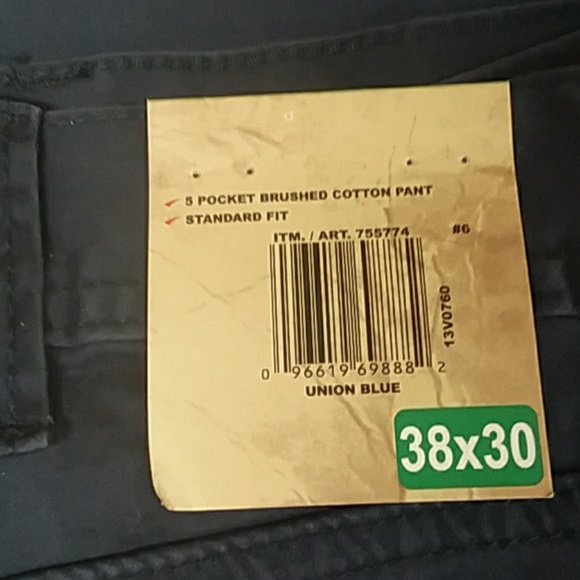 5 POCKET BRUSHED COTTON PANT
STANDARD FIT
ITM. / ART. 755774 #6
13V0760
0 96619 69888 2
UNION BLUE
38x30